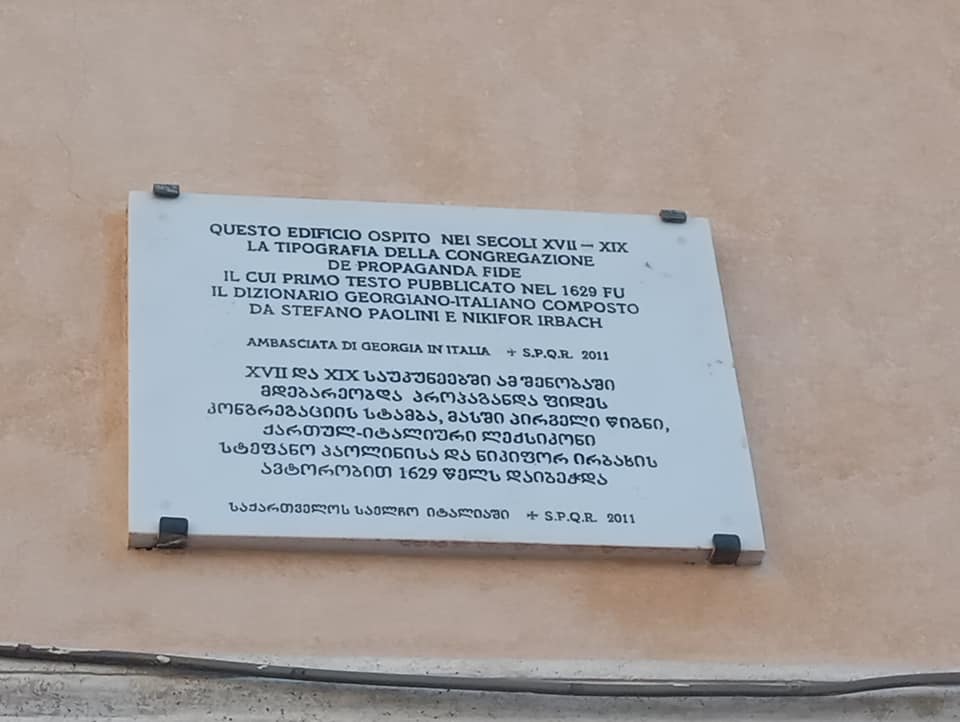 QUESTO EDIFICIO OSPITO NEI SECOLI XVII – XIX
LA TIPOGRAFIA DELLA CONGREGAZIONE
DE PROPAGANDA FIDE
IL CUI PRIMO TESTO PUBBLICATO NEL 1629 FU
IL DIZIONARIO GEORGIANO-ITALIANO COMPOSTO
DA STEFANO PAOLINI E NIKIFOR IRBACH
AMBASCIATA DI GEORGIA IN ITALIA ✢ S.P.Q.R. 2011
XVII და XIX საუკუნეებში ამ შენობაში
მდებარეობდა პროპაგანდა ფიდეს
კონგრეგაციის სტამბა, მასში პირველი წიგნი,
ქართულ-იტალიური ლექსიკონი
სტეფანო პაოლინისა და ნიკიფორ ირბახის
ავტორობით 1629 წელს დაიბეჭდა
საქართველოს საელჩო იტალიაში ✢ S.P.Q.R. 2011